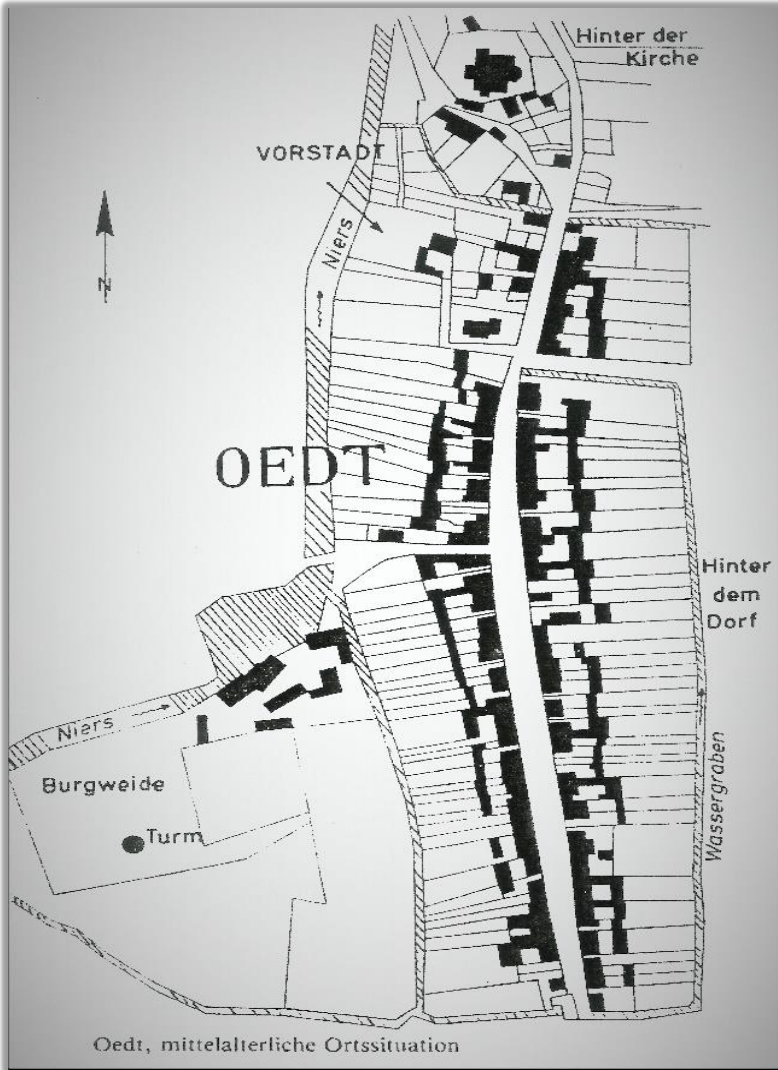 Hinter der
Kirche
VORSTADT
Niers
N
OEDT
Hinter
dem
Dorf
Niers
Burgweide
Turm
Wassergraben
Oedt, mittelalterliche Ortssituation